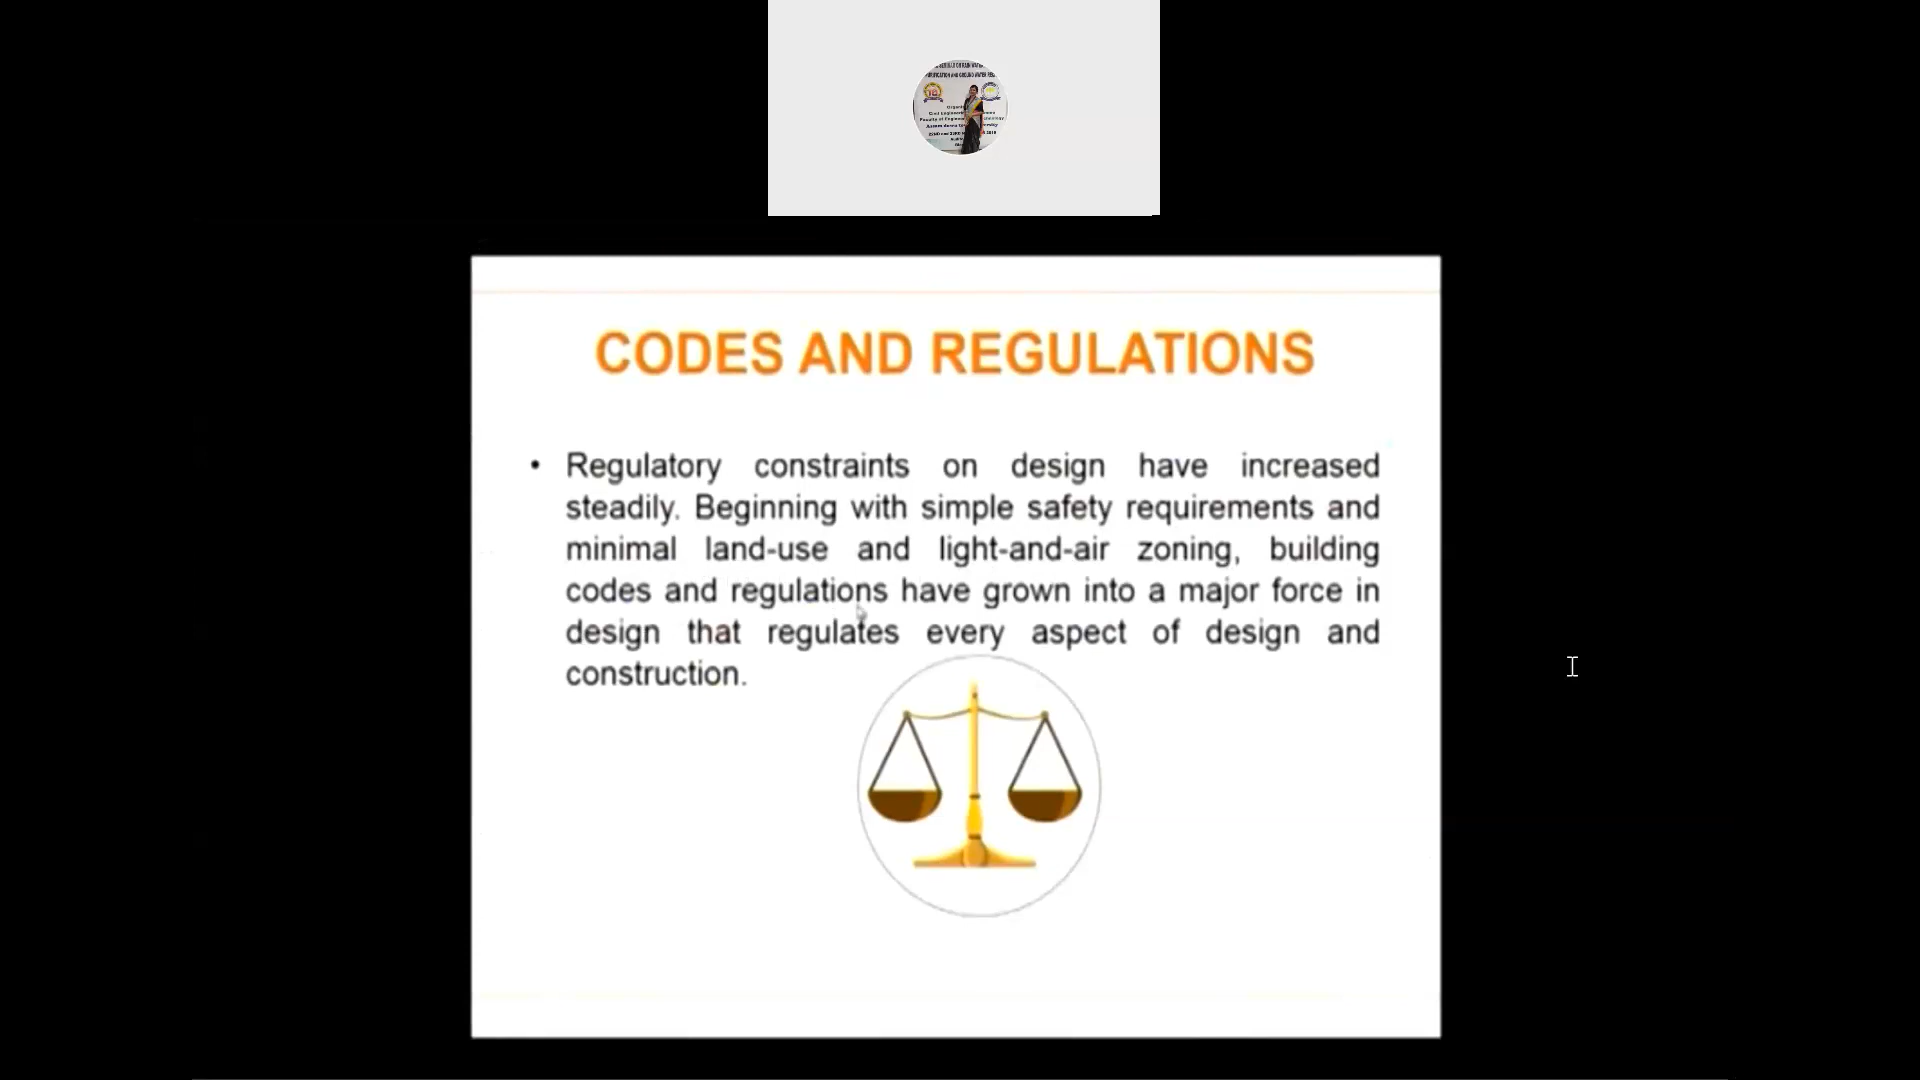 CODES AND REGULATIONS
• Regulatory constraints on design have increased
steadily. Beginning with simple safety requirements and
minimal land-use and light-and-air zoning, building
codes and regulations have grown into a major force in
design that regulates every aspect of design and
construction.